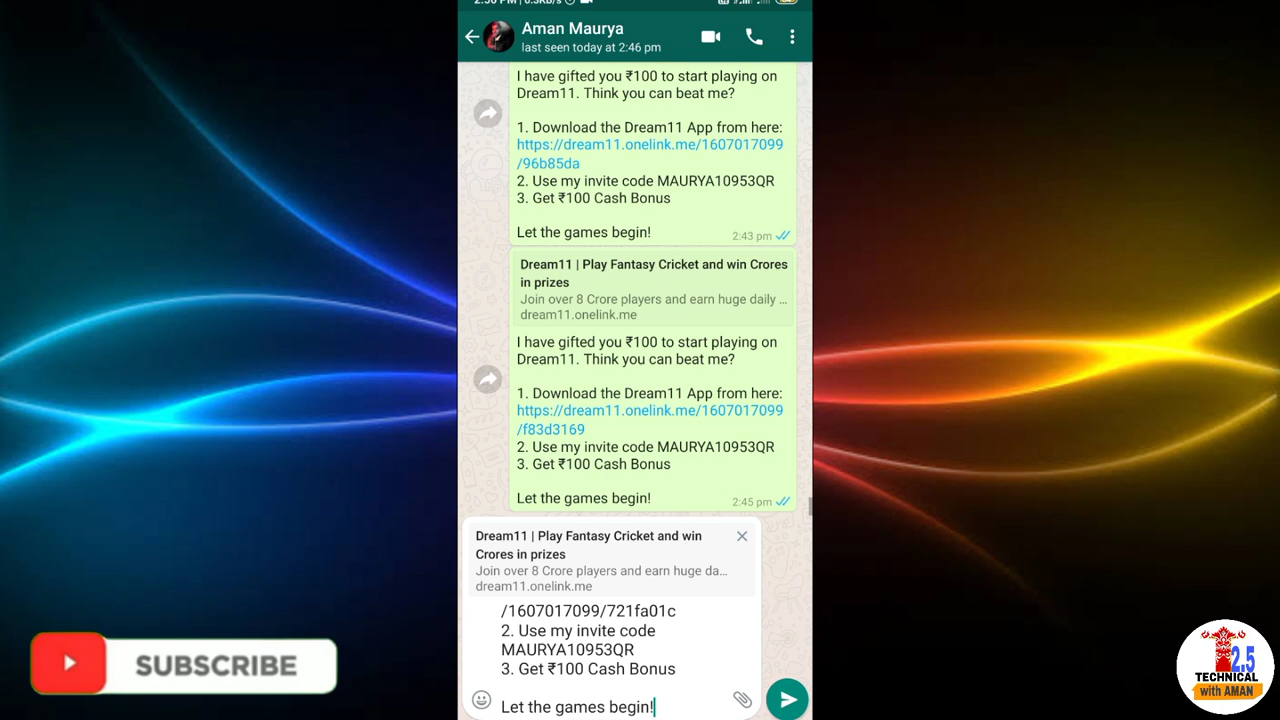 2:56 PM | 0.3KB/s
Aman Maurya
last seen today at 2:46 pm
I have gifted you ₹100 to start playing on
Dream11. Think you can beat me?
1. Download the Dream11 App from here:
https://dream11.onelink.me/1607017099
/96b85da
2. Use my invite code MAURYA10953QR
3. Get ₹100 Cash Bonus
Let the games begin!
2:43 pm
Dream11 | Play Fantasy Cricket and win Crores
in prizes
Join over 8 Crore players and earn huge daily ...
dream11.onelink.me
I have gifted you ₹100 to start playing on
Dream11. Think you can beat me?
1. Download the Dream11 App from here:
https://dream11.onelink.me/1607017099
/f83d3169
2. Use my invite code MAURYA10953QR
3. Get ₹100 Cash Bonus
Let the games begin!
2:45 pm
Dream11 | Play Fantasy Cricket and win
Crores in prizes
Join over 8 Crore players and earn huge da...
dream11.onelink.me
/1607017099/721fa01c
2. Use my invite code
MAURYA10953QR
3. Get ₹100 Cash Bonus
Let the games begin!
SUBSCRIBE
2.5
TECHNICAL
with AMAN